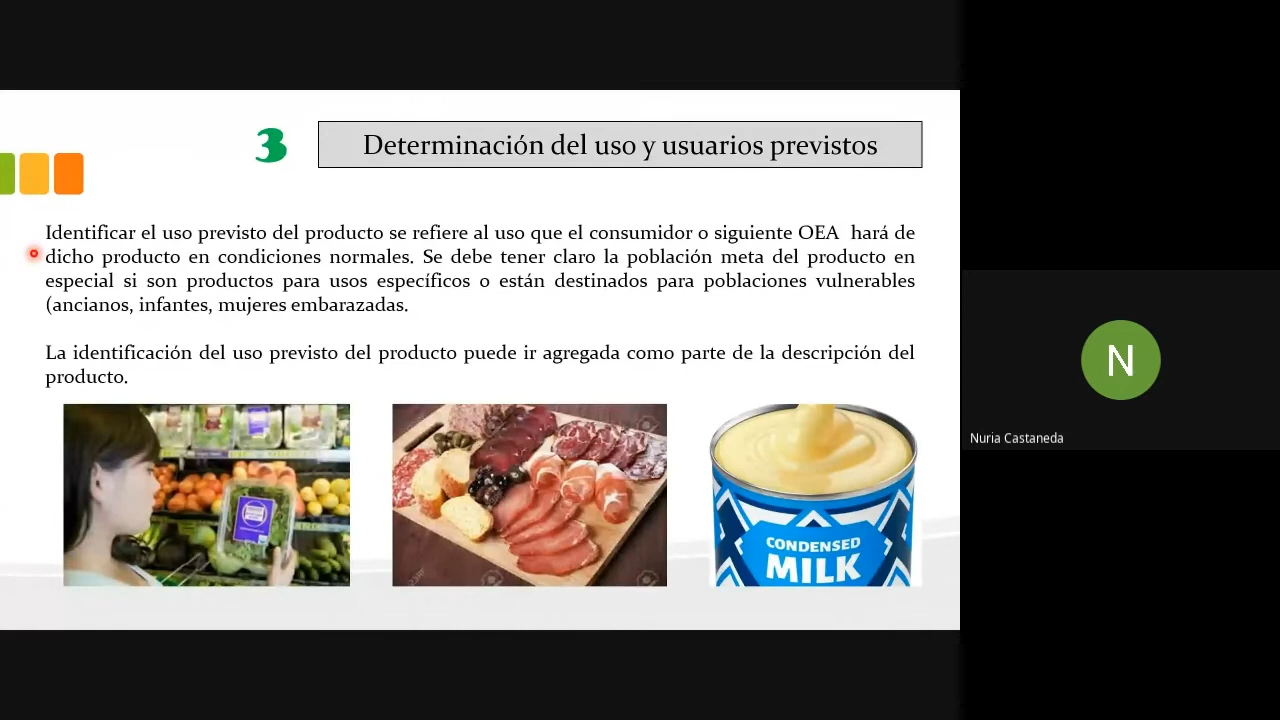 3
Determinación del uso y usuarios previstos
Identificar el uso previsto del producto se refiere al uso que el consumidor o siguiente OEA hará de
dicho producto en condiciones normales. Se debe tener claro la población meta del producto en
especial si son productos para usos específicos o están destinados para poblaciones vulnerables
(ancianos, infantes, mujeres embarazadas.
La identificación del uso previsto del producto puede ir agregada como parte de la descripción del
producto.
CONDENSED
MILK
N
Nuria Castaneda